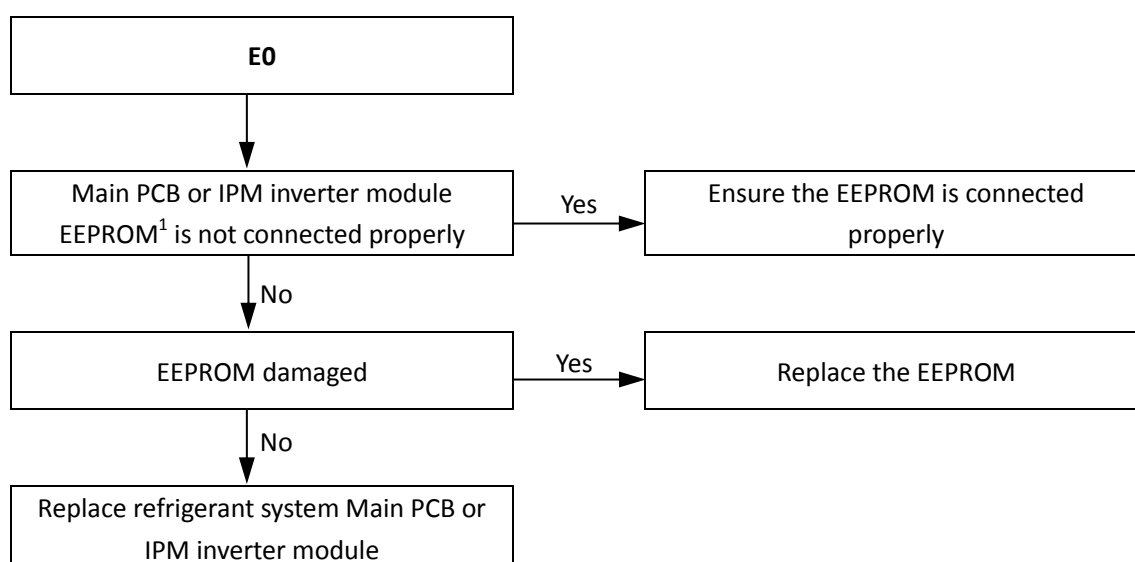 E0
Main PCB or IPM inverter module
EEPROM¹ is not connected properly
Yes
Ensure the EEPROM is connected
properly
No
EEPROM damaged
Yes
Replace the EEPROM
No
Replace refrigerant system Main PCB or
IPM inverter module